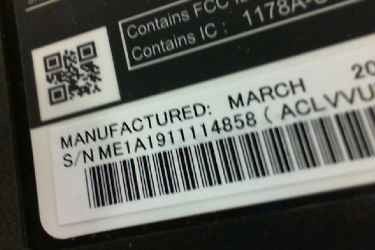 Contains FCC
Contains IC : 1178A-
MANUFACTURED: MARCH 20
S/N ME1A1911114858 ( ACLVVU